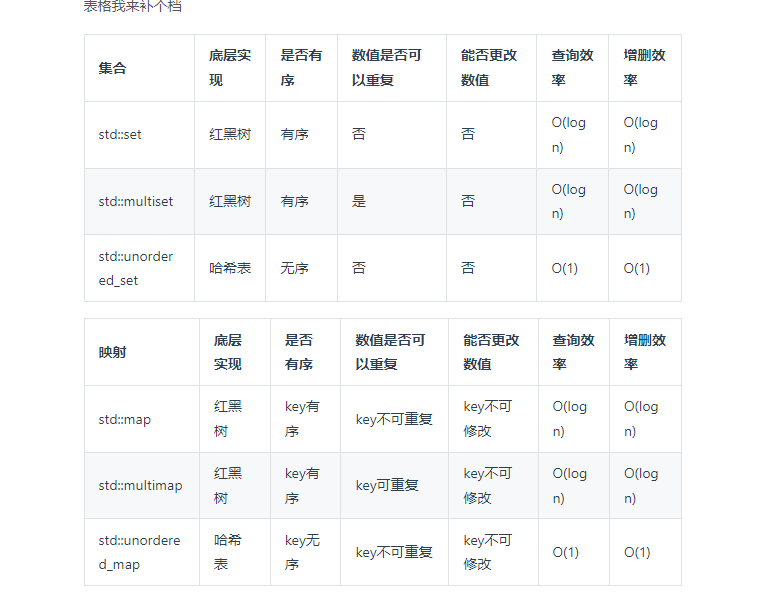 表格我来补个档
集合 底层实现 是否有序 数值是否可以重复 能否更改数值 查询效率 增删效率
std::set 红黑树 有序 否 否 O(log n) O(log n)
std::multiset 红黑树 有序 是 否 O(log n) O(log n)
std::unordered_set 哈希表 无序 否 否 O(1) O(1)
映射 底层实现 是否有序 数值是否可以重复 能否更改数值 查询效率 增删效率
std::map 红黑树 key有序 key不可重复 key不可修改 O(log n) O(log n)
std::multimap 红黑树 key有序 key可重复 key不可修改 O(log n) O(log n)
std::unordered_map 哈希表 key无序 key不可重复 key不可修改 O(1) O(1)